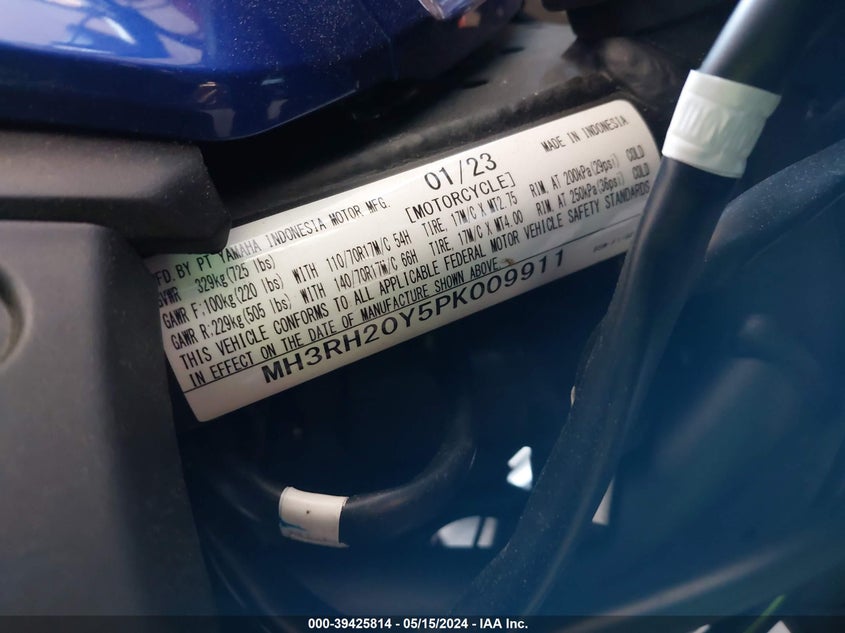 MADE IN INDONESIA
01/23
FD BY PT YAMAHA INDONESIA MOTOR MFG. [MOTORCYCLE]
GVWR 329kg(725 lbs)
GAWR F:100kg(220 lbs) WITH 110/70R17M/C 54H TIRE, 17M/C X MT2.75 RIM, AT 200kPa(29psi) COLD
GAWR R:229kg(505 lbs) WITH 140/70R17M/C 66H TIRE, 17M/C X MT4.00 RIM, AT 250kPa(36psi) COLD
THIS VEHICLE CONFORMS TO ALL APPLICABLE FEDERAL MOTOR VEHICLE SAFETY STANDARDS
IN EFFECT ON THE DATE OF MANUFACTURE SHOWN ABOVE.
MH3RH20Y5PK009911
000-39425814 - 05/15/2024 - IAA Inc.